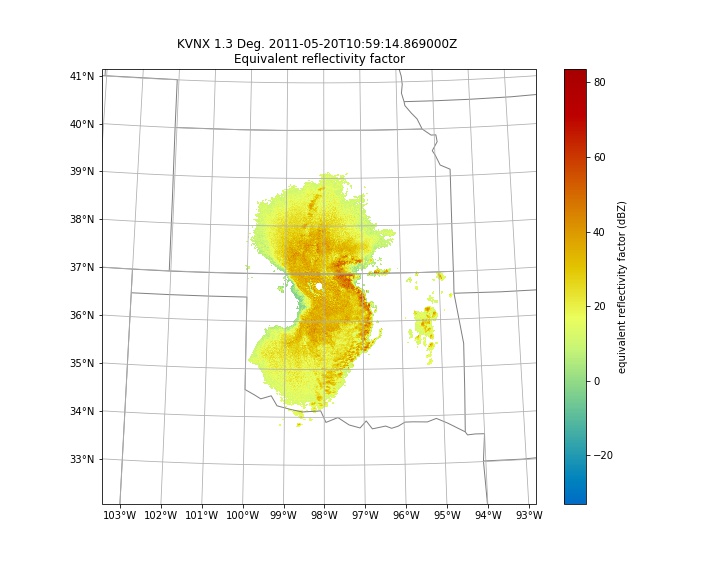 KVNX 1.3 Deg. 2011-05-20T10:59:14.869000Z
Equivalent reflectivity factor
41°N
40°N
39°N
38°N
37°N
36°N
35°N
34°N
33°N
103°W 102°W 101°W 100°W 99°W 98°W 97°W 96°W 95°W 94°W 93°W
80
60
40
20
0
−20
equivalent reflectivity factor (dBZ)